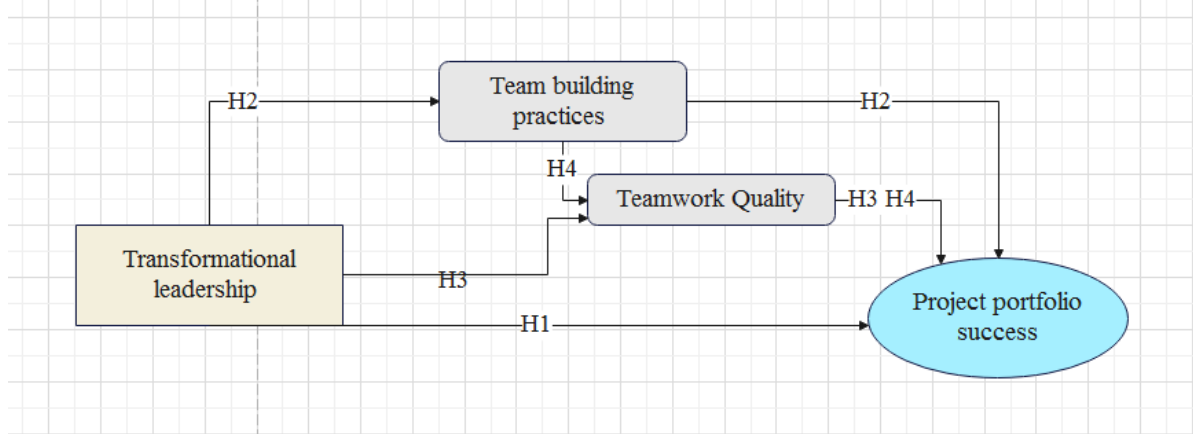 Team building
practices
H2
H2
H4
Teamwork Quality
H3 H4
Transformational
leadership
H3
Project portfolio
success
H1